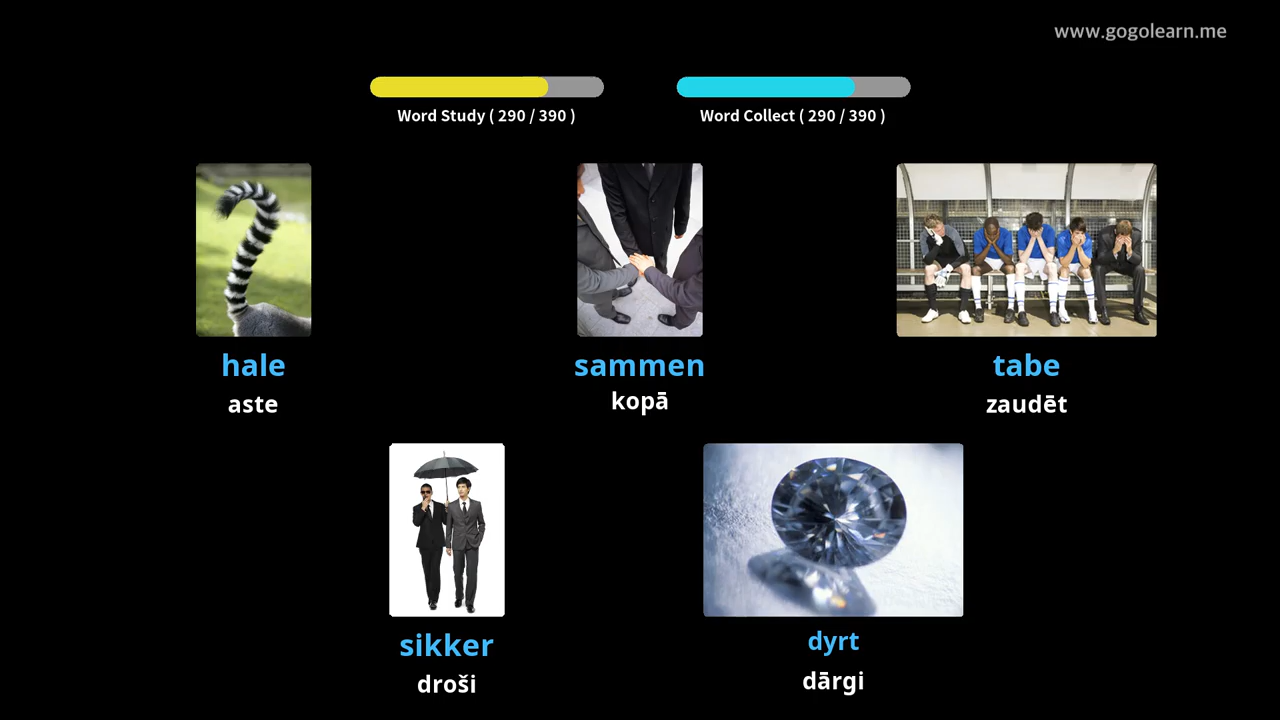 www.gogolearn.me
Word Study ( 290 / 390 )
Word Collect ( 290 / 390 )
hale
aste
sammen
kopā
tabe
zaudēt
sikker
droši
dyrt
dārgi